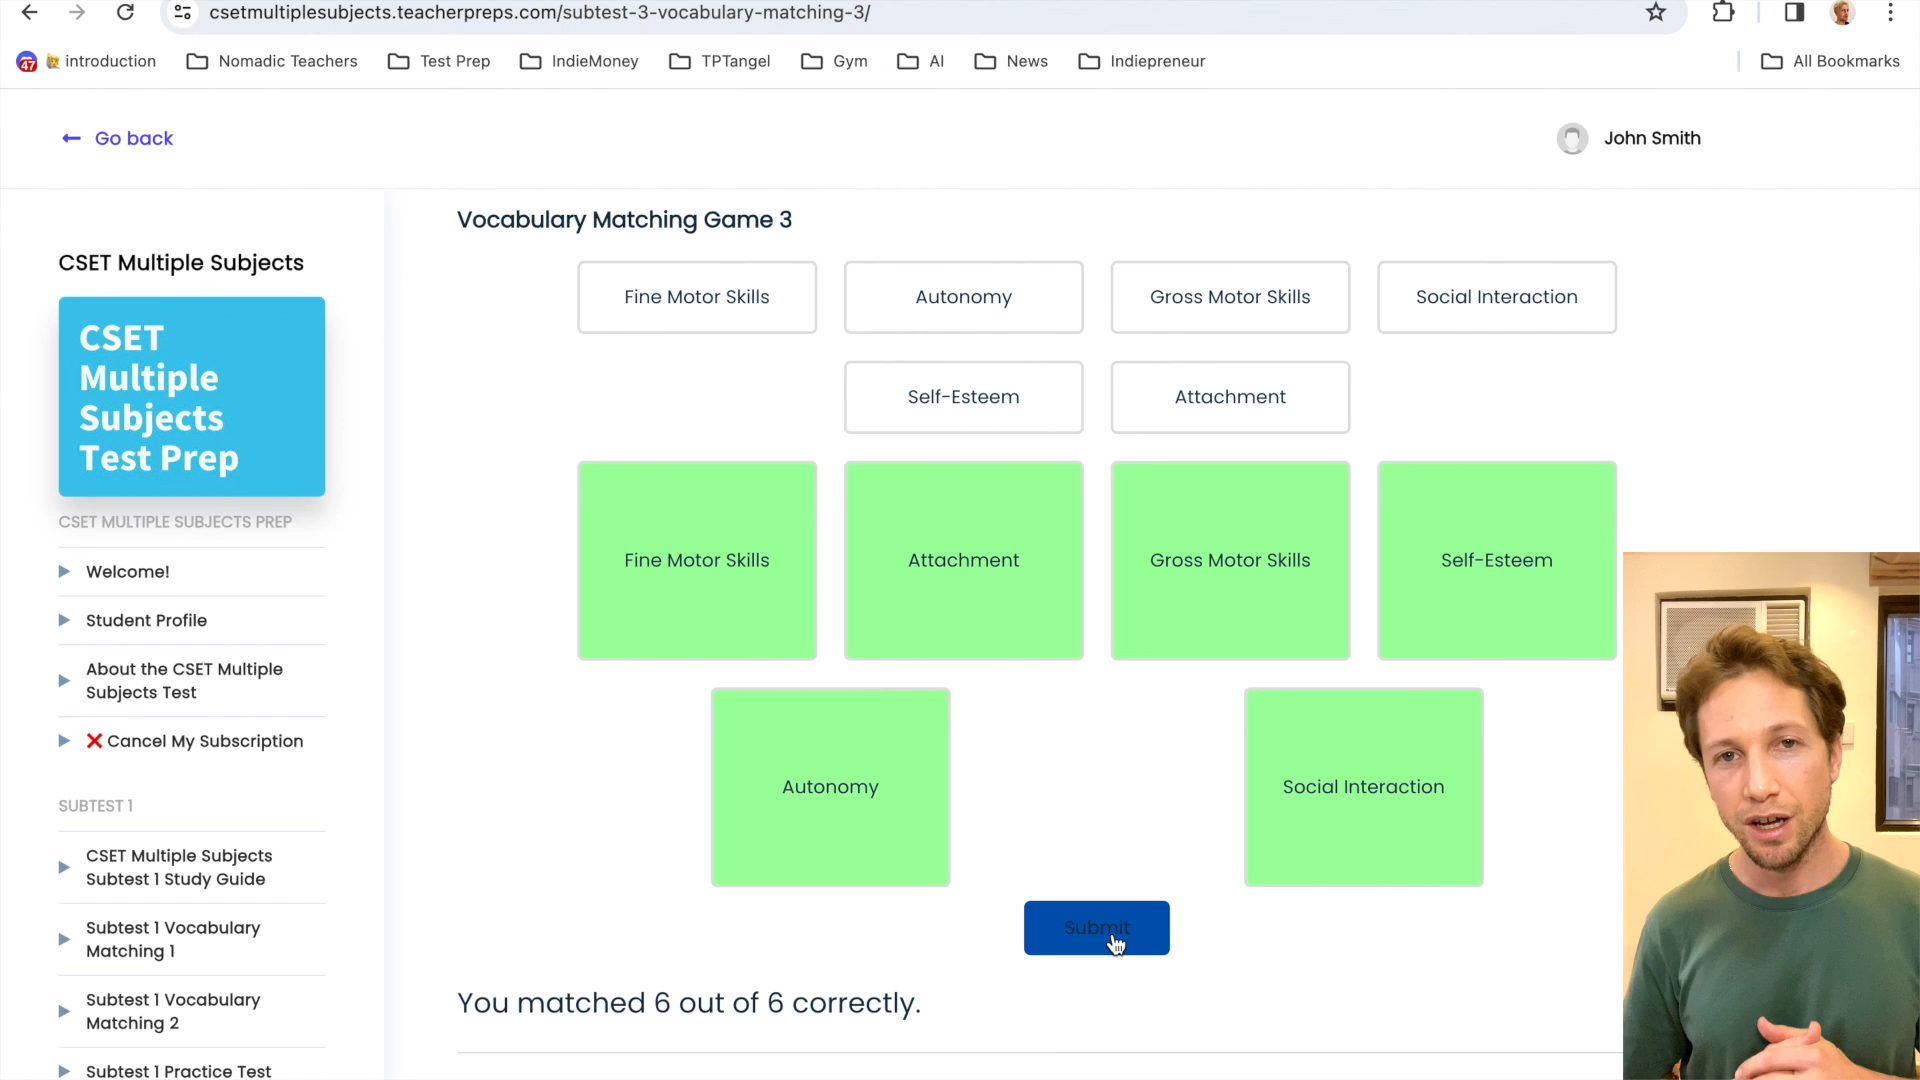 csetmultiplesubjects.teacherpreps.com/subtest-3-vocabulary-matching-3/
47 introduction
Nomadic Teachers
Test Prep
IndieMoney
TPTangel
Gym
AI
News
Indiepreneur
All Bookmarks
Go back
John Smith
CSET Multiple Subjects
CSET
Multiple
Subjects
Test Prep
CSET MULTIPLE SUBJECTS PREP
Welcome!
Student Profile
About the CSET Multiple
Subjects Test
Cancel My Subscription
SUBTEST 1
CSET Multiple Subjects
Subtest 1 Study Guide
Subtest 1 Vocabulary
Matching 1
Subtest 1 Vocabulary
Matching 2
Subtest 1 Practice Test
Vocabulary Matching Game 3
Fine Motor Skills
Autonomy
Gross Motor Skills
Social Interaction
Self-Esteem
Attachment
Fine Motor Skills
Attachment
Gross Motor Skills
Self-Esteem
Autonomy
Social Interaction
Submit
You matched 6 out of 6 correctly.